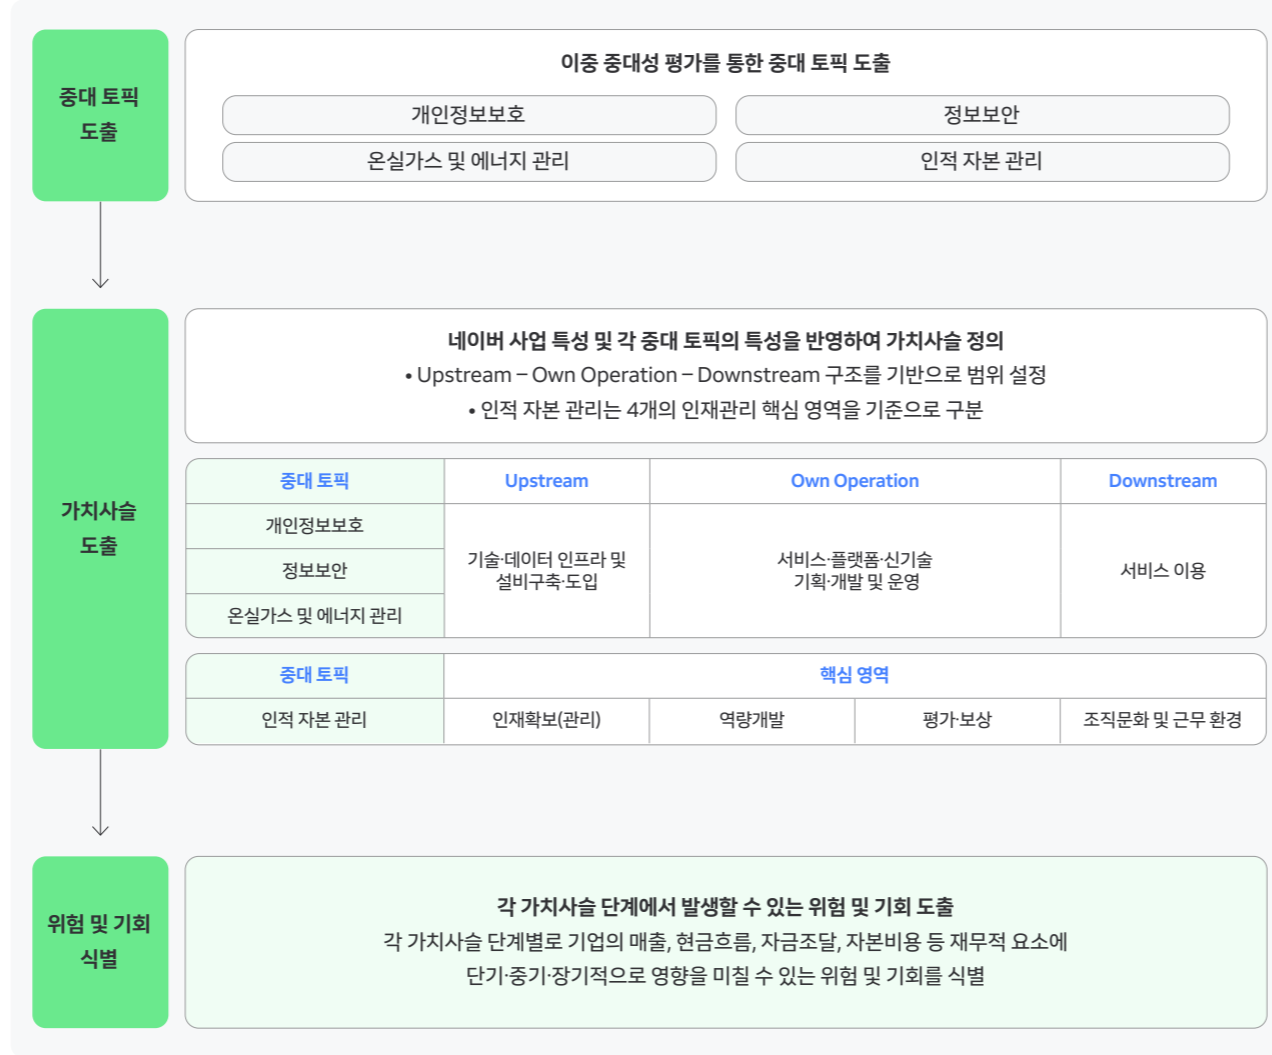 중대 토픽
도출
이중 중대성 평가를 통한 중대 토픽 도출
개인정보보호
정보보안
온실가스 및 에너지 관리
인적 자본 관리
가치사슬
도출
네이버 사업 특성 및 각 중대 토픽의 특성을 반영하여 가치사슬 정의
• Upstream – Own Operation – Downstream 구조를 기반으로 범위 설정
• 인적 자본 관리는 4개의 인재관리 핵심 영역을 기준으로 구분
중대 토픽
Upstream
Own Operation
Downstream
개인정보보호
정보보안
온실가스 및 에너지 관리
기술·데이터 인프라 및
설비구축·도입
서비스·플랫폼·신기술
기획·개발 및 운영
서비스 이용
중대 토픽
핵심 영역
인적 자본 관리
인재확보(관리)
역량개발
평가·보상
조직문화 및 근무 환경
위험 및 기회
식별
각 가치사슬 단계에서 발생할 수 있는 위험 및 기회 도출
각 가치사슬 단계별로 기업의 매출, 현금흐름, 자금조달, 자본비용 등 재무적 요소에
단기·중기·장기적으로 영향을 미칠 수 있는 위험 및 기회를 식별